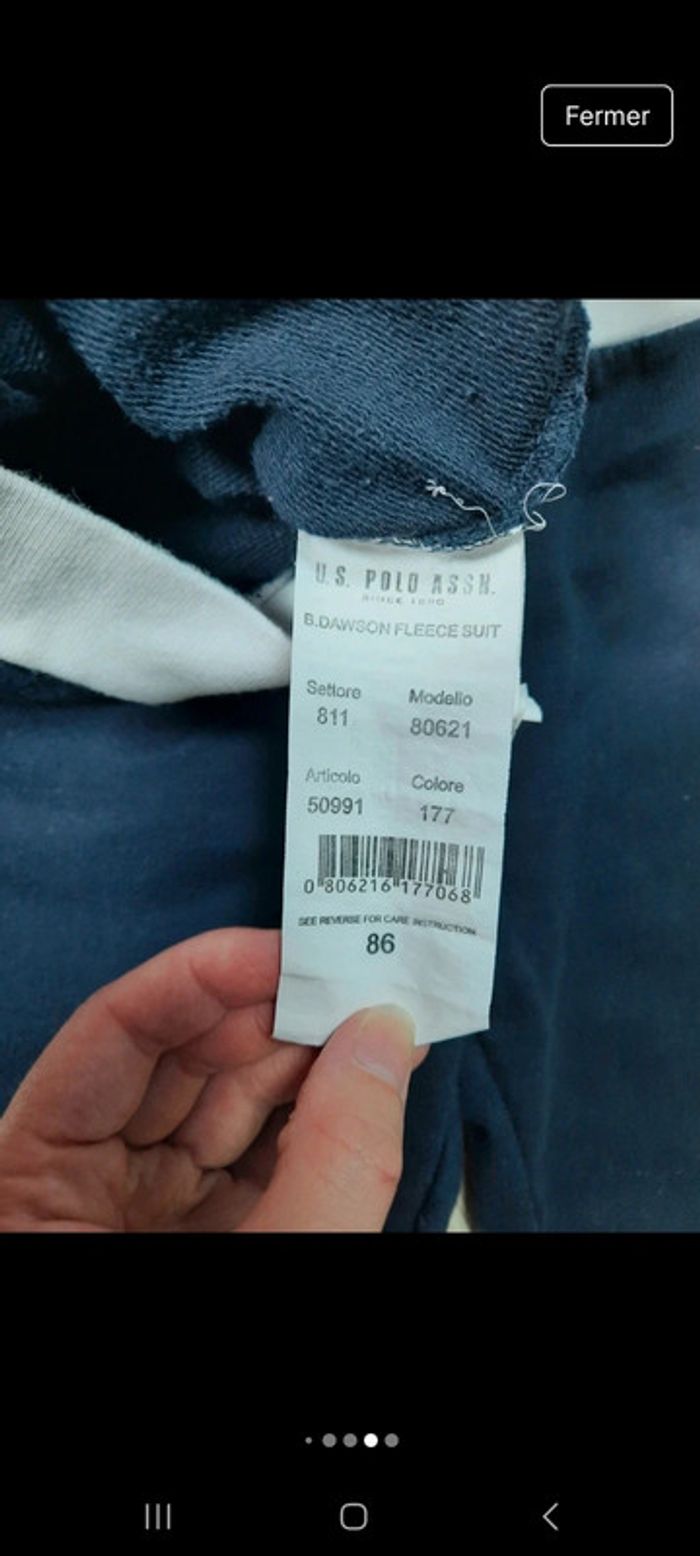 Fermer
U.S. POLO ASSN.
B.DAWSON FLEECE SUIT
Settore Modello
811 80621
Articolo Colore
50991 177
0 806216 177068
SEE REVERSE FOR CARE INSTRUCTION
86